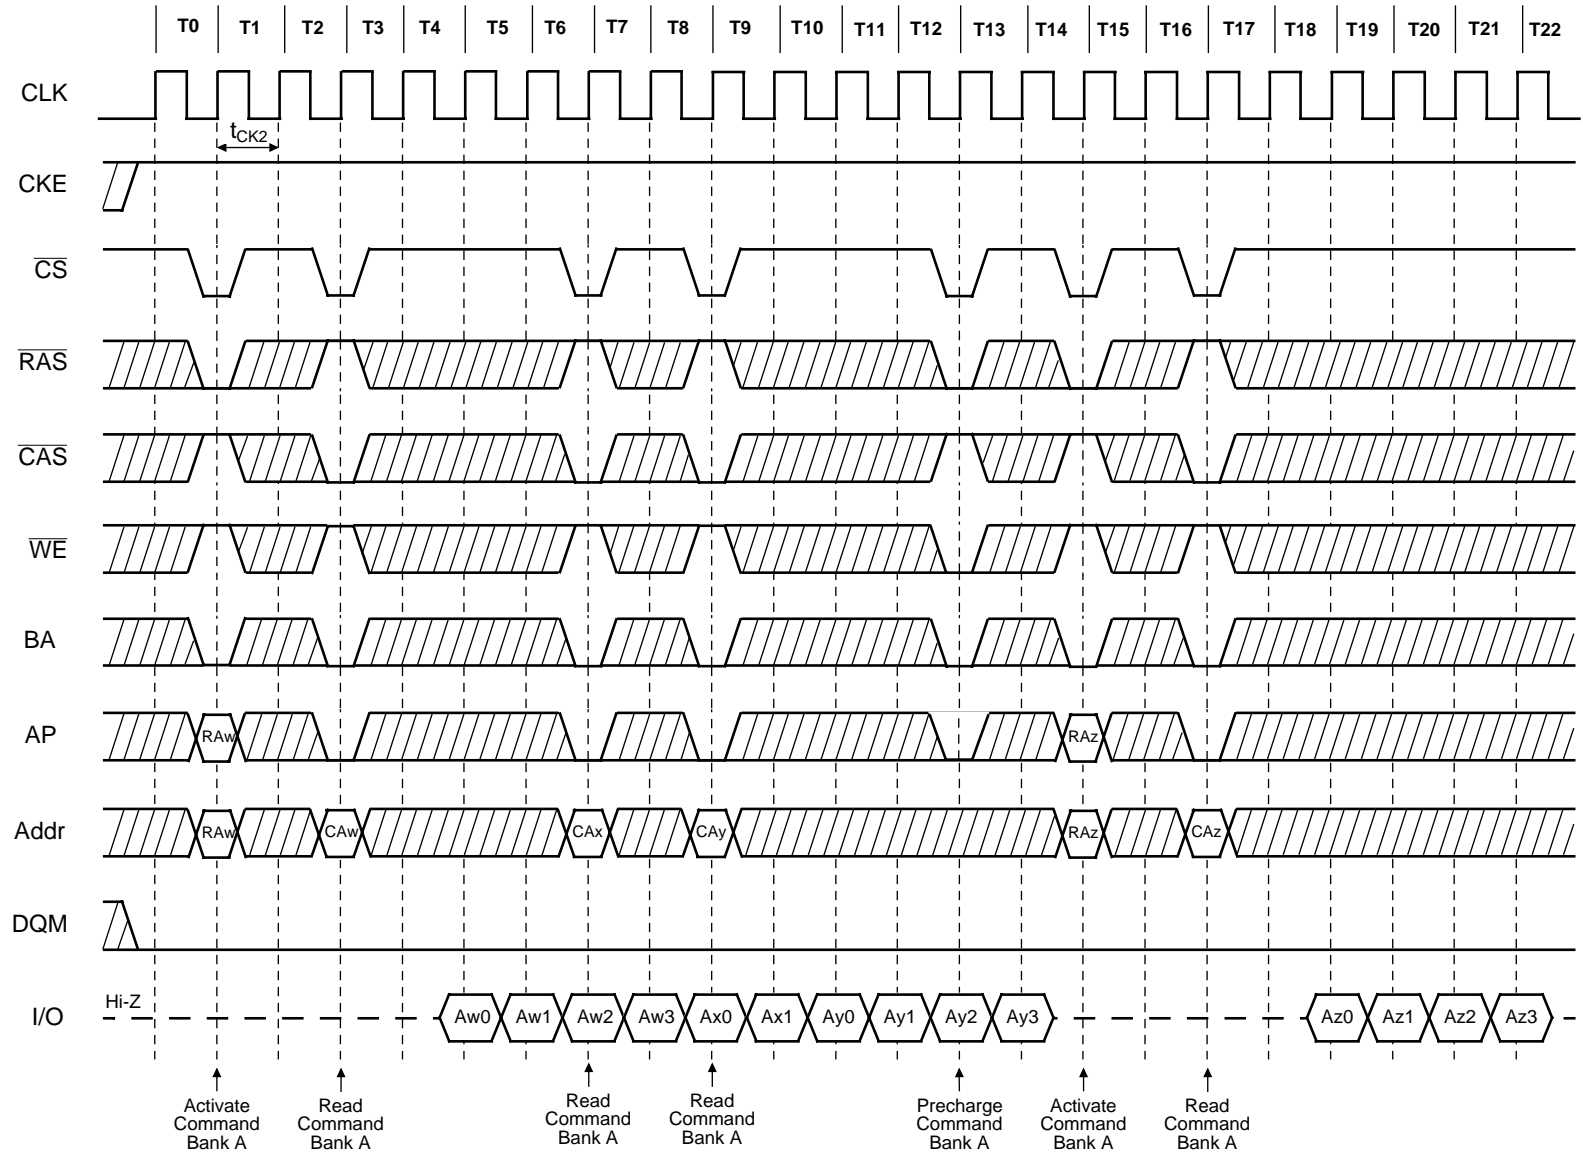 T0 T1 T2 T3 T4 T5 T6 T7 T8 T9 T10 T11 T12 T13 T14 T15 T16 T17 T18 T19 T20 T21 T22
CLK
tCK2
CKE
CS
RAS
CAS
WE
BA
AP RAw RAz
Addr RAw CAw CAx CAy RAz CAz
DQM
Hi-Z
I/O Aw0 Aw1 Aw2 Aw3 Ax0 Ax1 Ay0 Ay1 Ay2 Ay3 Az0 Az1 Az2 Az3
Activate
Command
Bank A
Read
Command
Bank A
Read
Command
Bank A
Read
Command
Bank A
Precharge
Command
Bank A
Activate
Command
Bank A
Read
Command
Bank A